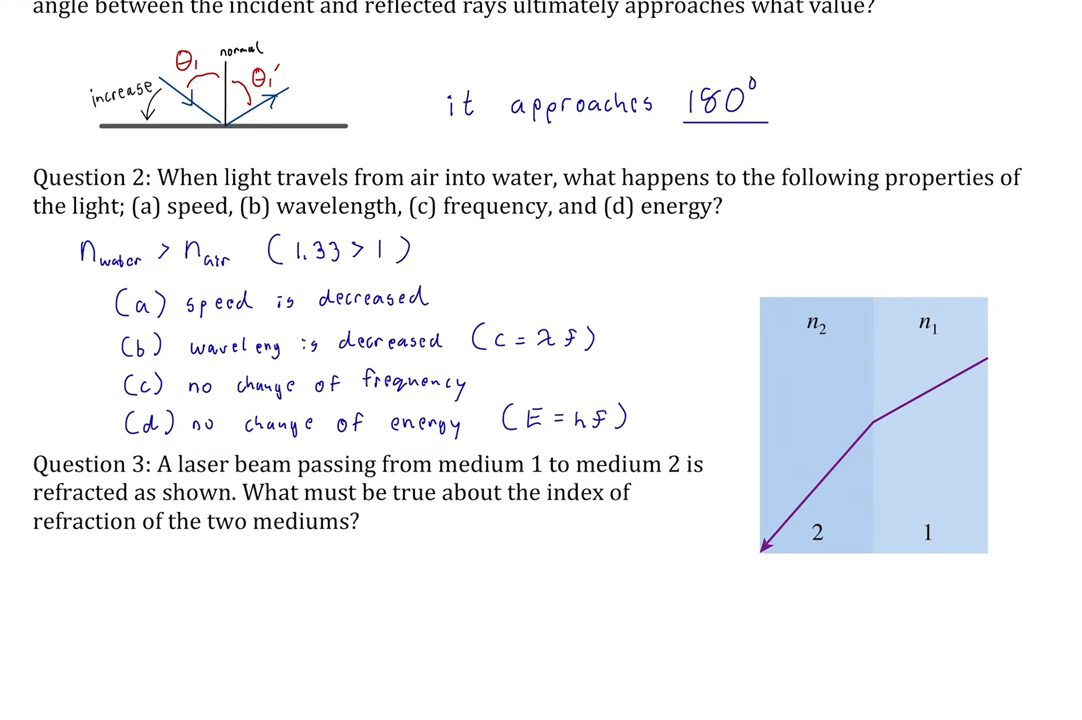 angle between the incident and reflected rays ultimately approaches what value?
normal
θ₁
θ₁′
increase
it approaches 180°
Question 2: When light travels from air into water, what happens to the following properties of
the light; (a) speed, (b) wavelength, (c) frequency, and (d) energy?
n water > n air (1.33 > 1)
(a) speed is decreased
(b) waveleng is decreased (c = λf)
(c) no change of frequency
(d) no change of energy (E = hf)
n₂ n₁
Question 3: A laser beam passing from medium 1 to medium 2 is
refracted as shown. What must be true about the index of
refraction of the two mediums?
2 1